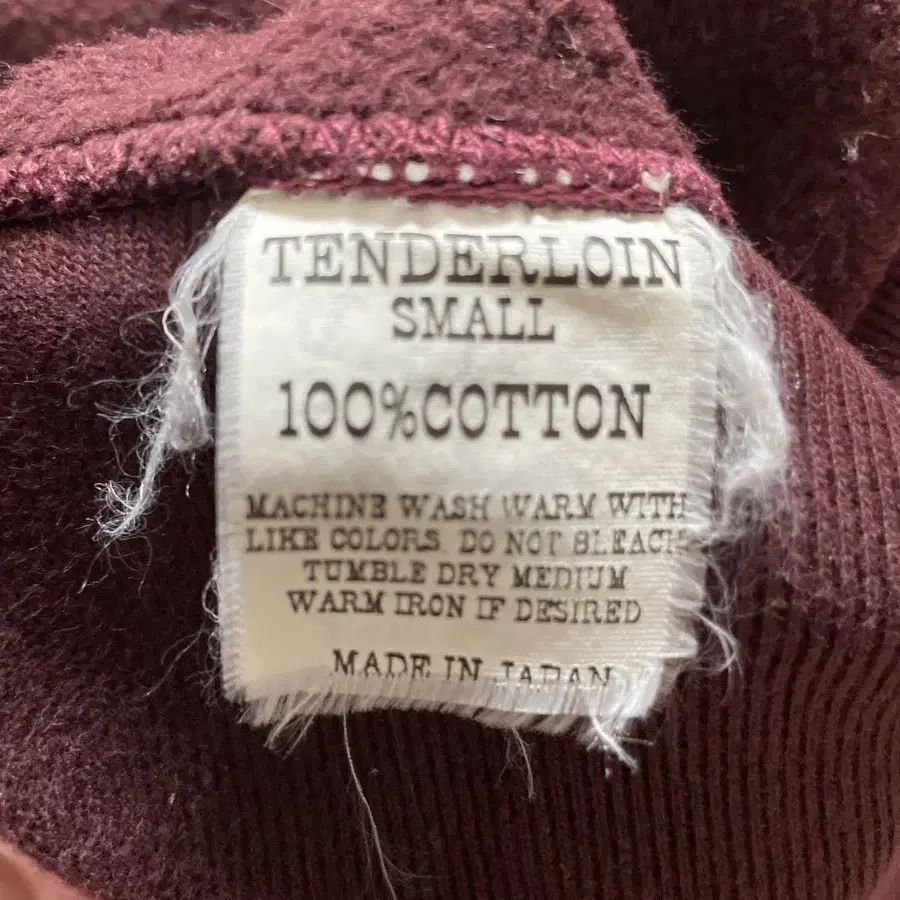 TENDERLOIN
SMALL
100%COTTON
MACHINE WASH WARM WITH
LIKE COLORS. DO NOT BLEACH
TUMBLE DRY MEDIUM
WARM IRON IF DESIRED
MADE IN JAPAN